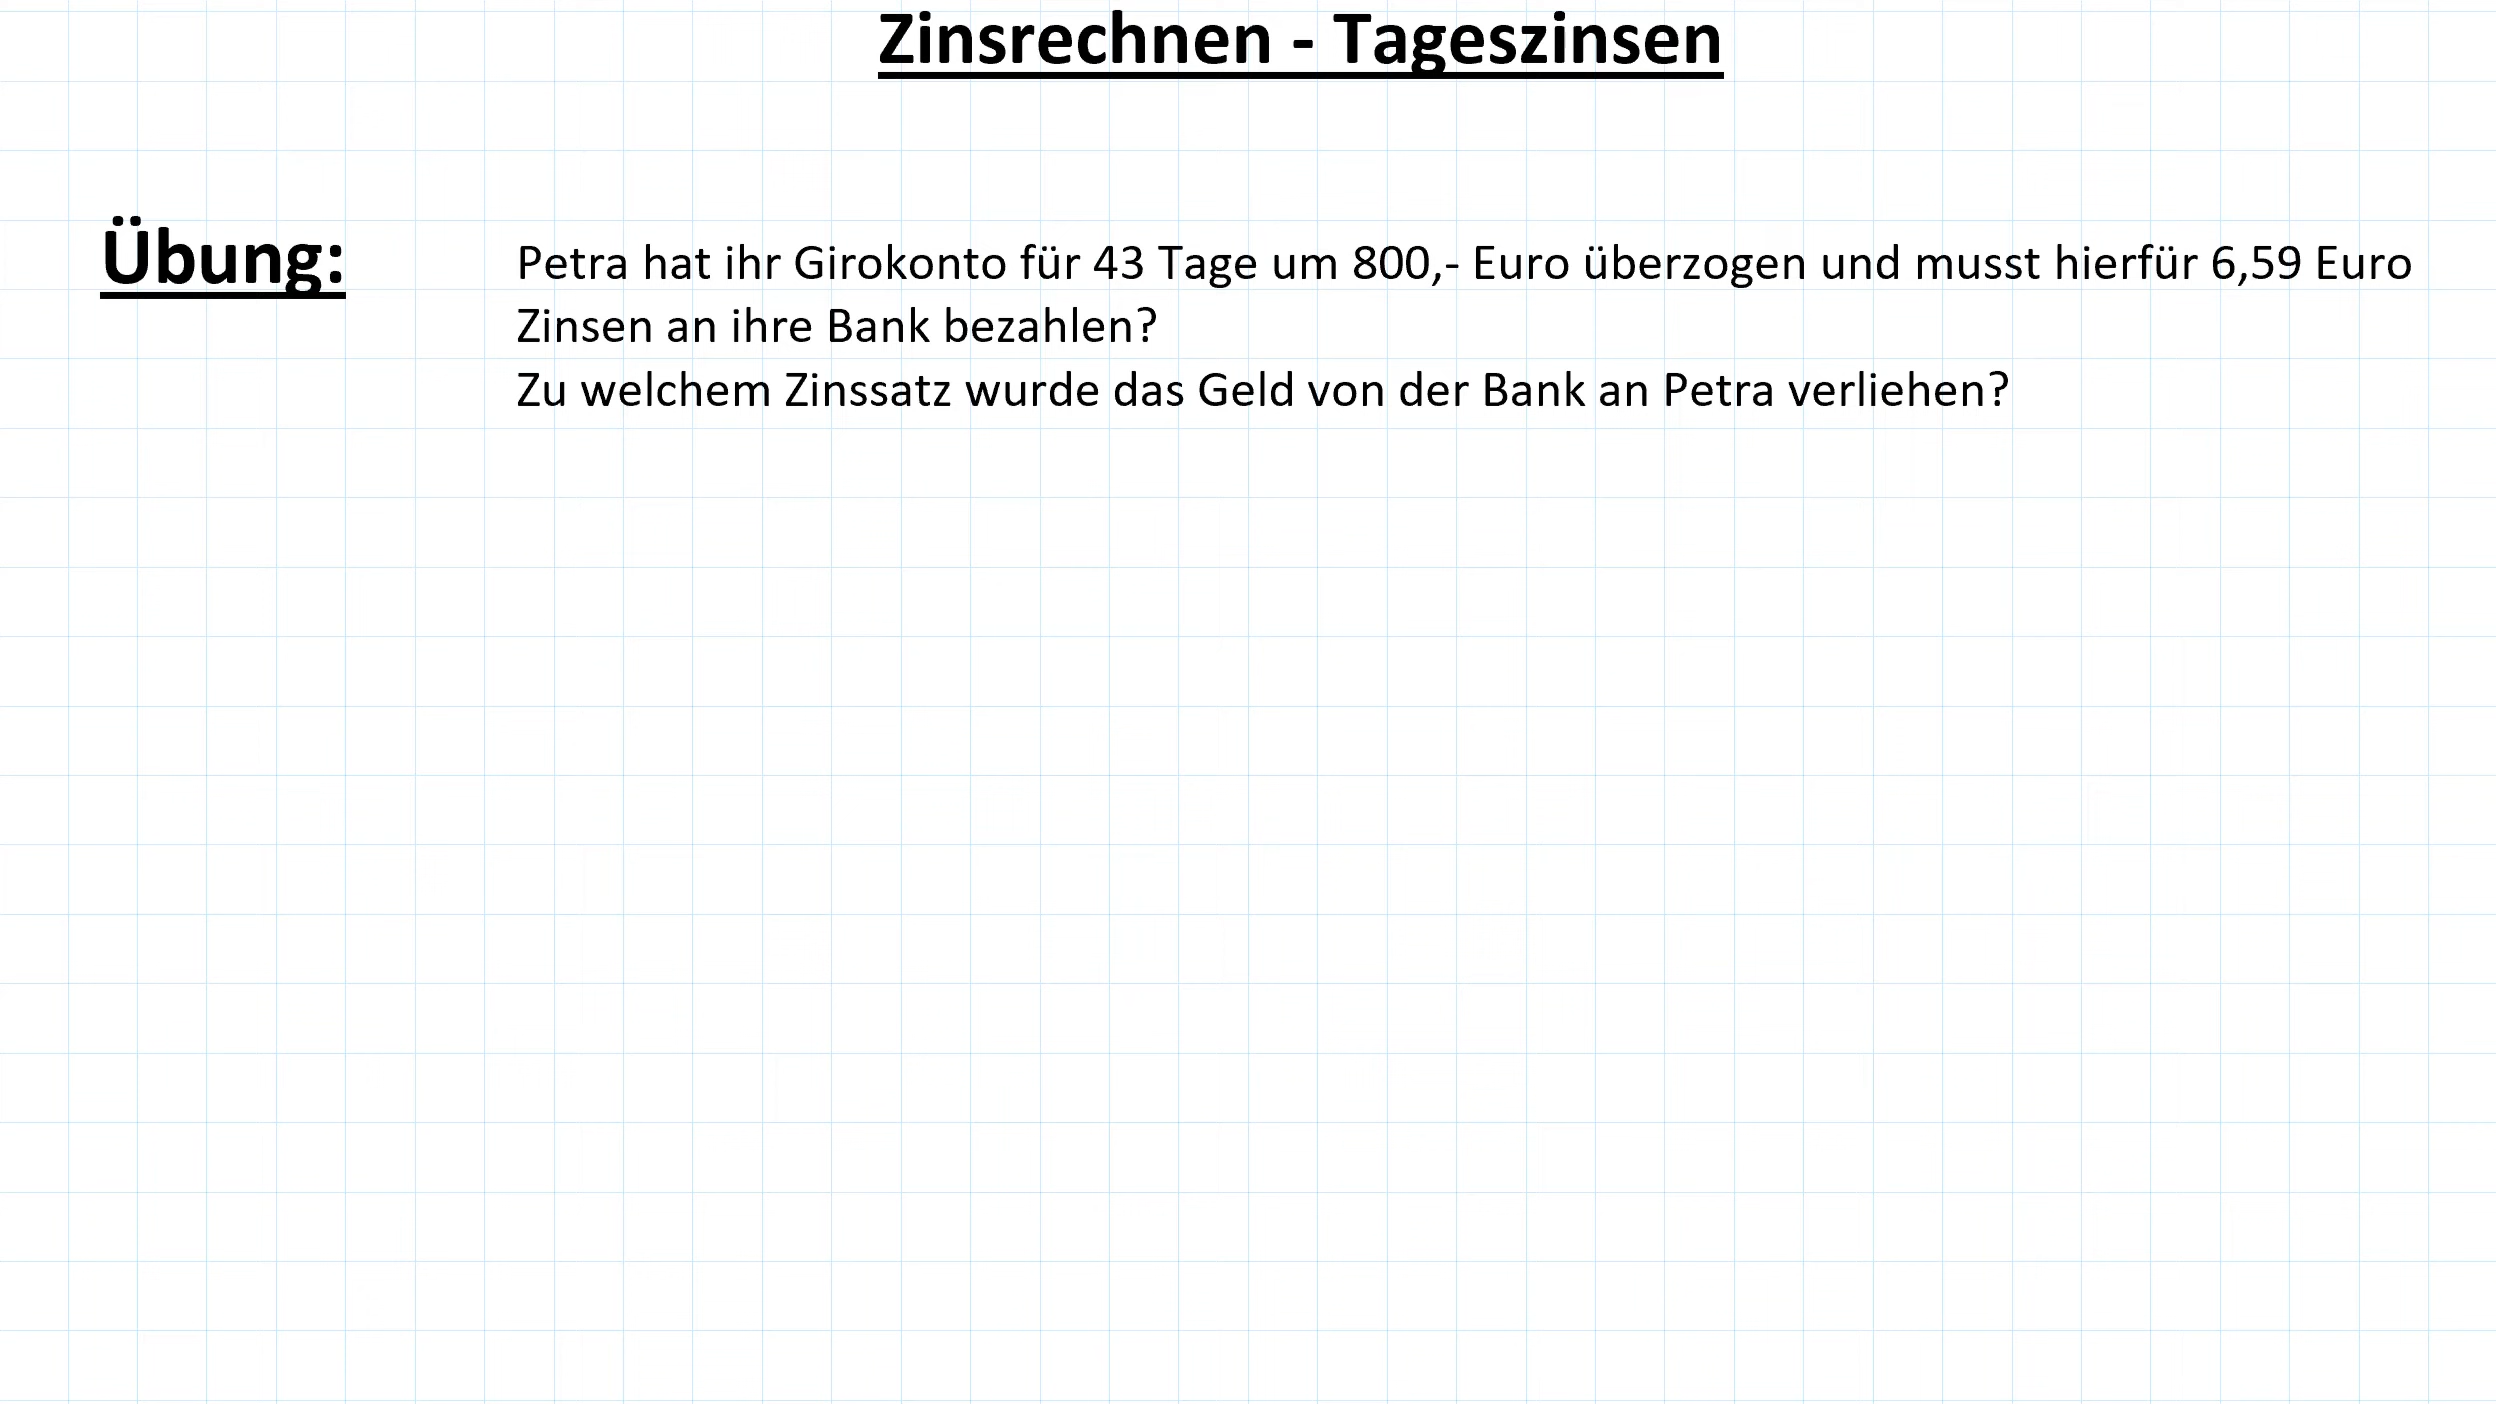 Zinsrechnen - Tageszinsen
Übung:
Petra hat ihr Girokonto für 43 Tage um 800,- Euro überzogen und musst hierfür 6,59 Euro
Zinsen an ihre Bank bezahlen?
Zu welchem Zinssatz wurde das Geld von der Bank an Petra verliehen?